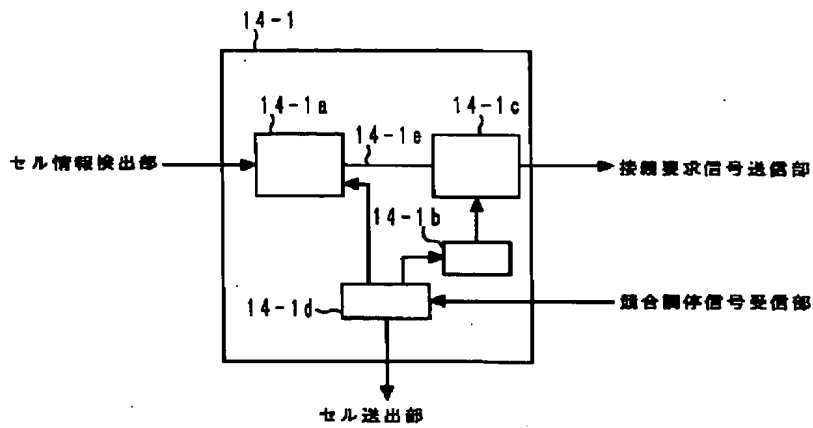 14-1
14-1a
14-1c
14-1e
セル情報検出部
接続要求信号送信部
14-1b
14-1d
競合調停信号受信部
セル送出部